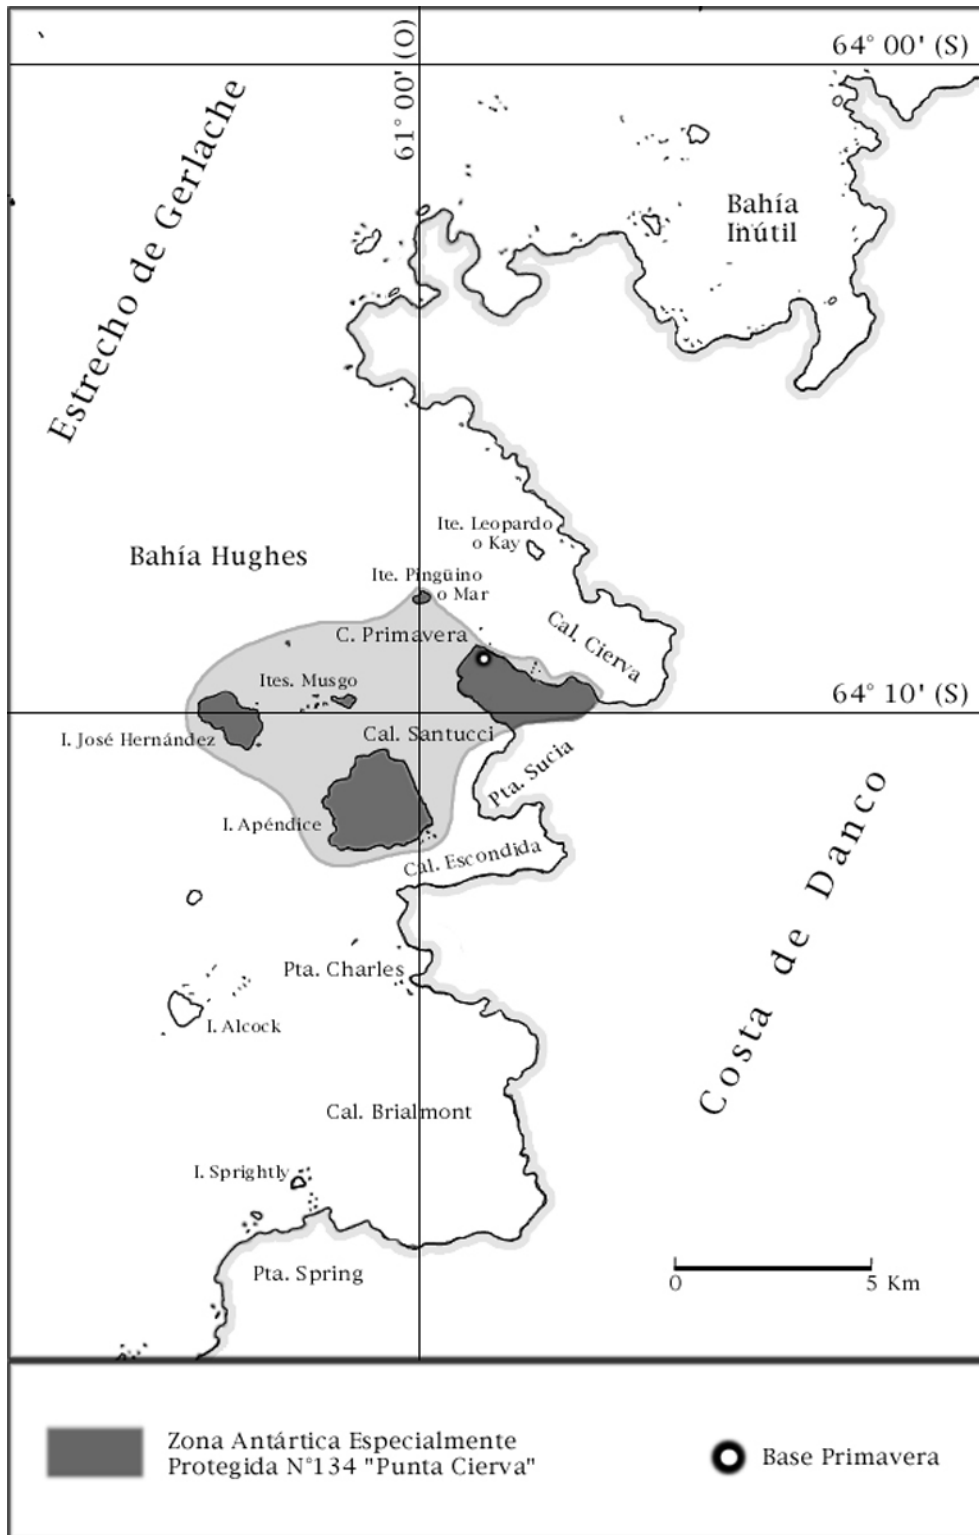 64° 00' (S)
61° 00' (O)
Estrecho de Gerlache
Bahía
Inútil
Ite. Leopardo
o Kay
Bahía Hughes
Ite. Pingüino
o Mar
C. Primavera
Cal. Cierva
Ites. Musgo
64° 10' (S)
I. José Hernández
Cal. Santucci
Pta. Sucia
I. Apéndice
Cal. Escondida
Costa de Danco
Pta. Charles
I. Alcock
Cal. Brialmont
I. Sprightly
Pta. Spring
0 5 Km
Zona Antártica Especialmente
Protegida N°134 "Punta Cierva"
Base Primavera